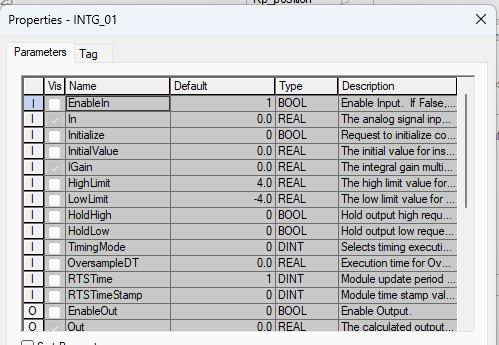 Rp_position
Properties - INTG_01
Parameters Tag
Vis Name Default Type Description
I EnableIn 1 BOOL Enable Input. If False,...
I In 0.0 REAL The analog signal inp...
I Initialize 0 BOOL Request to initialize co...
I InitialValue 0.0 REAL The initial value for ins...
I IGain 0.0 REAL The integral gain multi...
I HighLimit 4.0 REAL The high limit value for ...
I LowLimit -4.0 REAL The low limit value for ...
I HoldHigh 0 BOOL Hold output high reque...
I HoldLow 0 BOOL Hold output low reque...
I TimingMode 0 DINT Selects timing executi...
I OversampleDT 0.0 REAL Execution time for Ov...
I RTSTime 1 DINT Module update period ...
I RTSTimeStamp 0 DINT Module time stamp val...
O EnableOut 0 BOOL Enable Output.
O Out 0.0 REAL The calculated output...